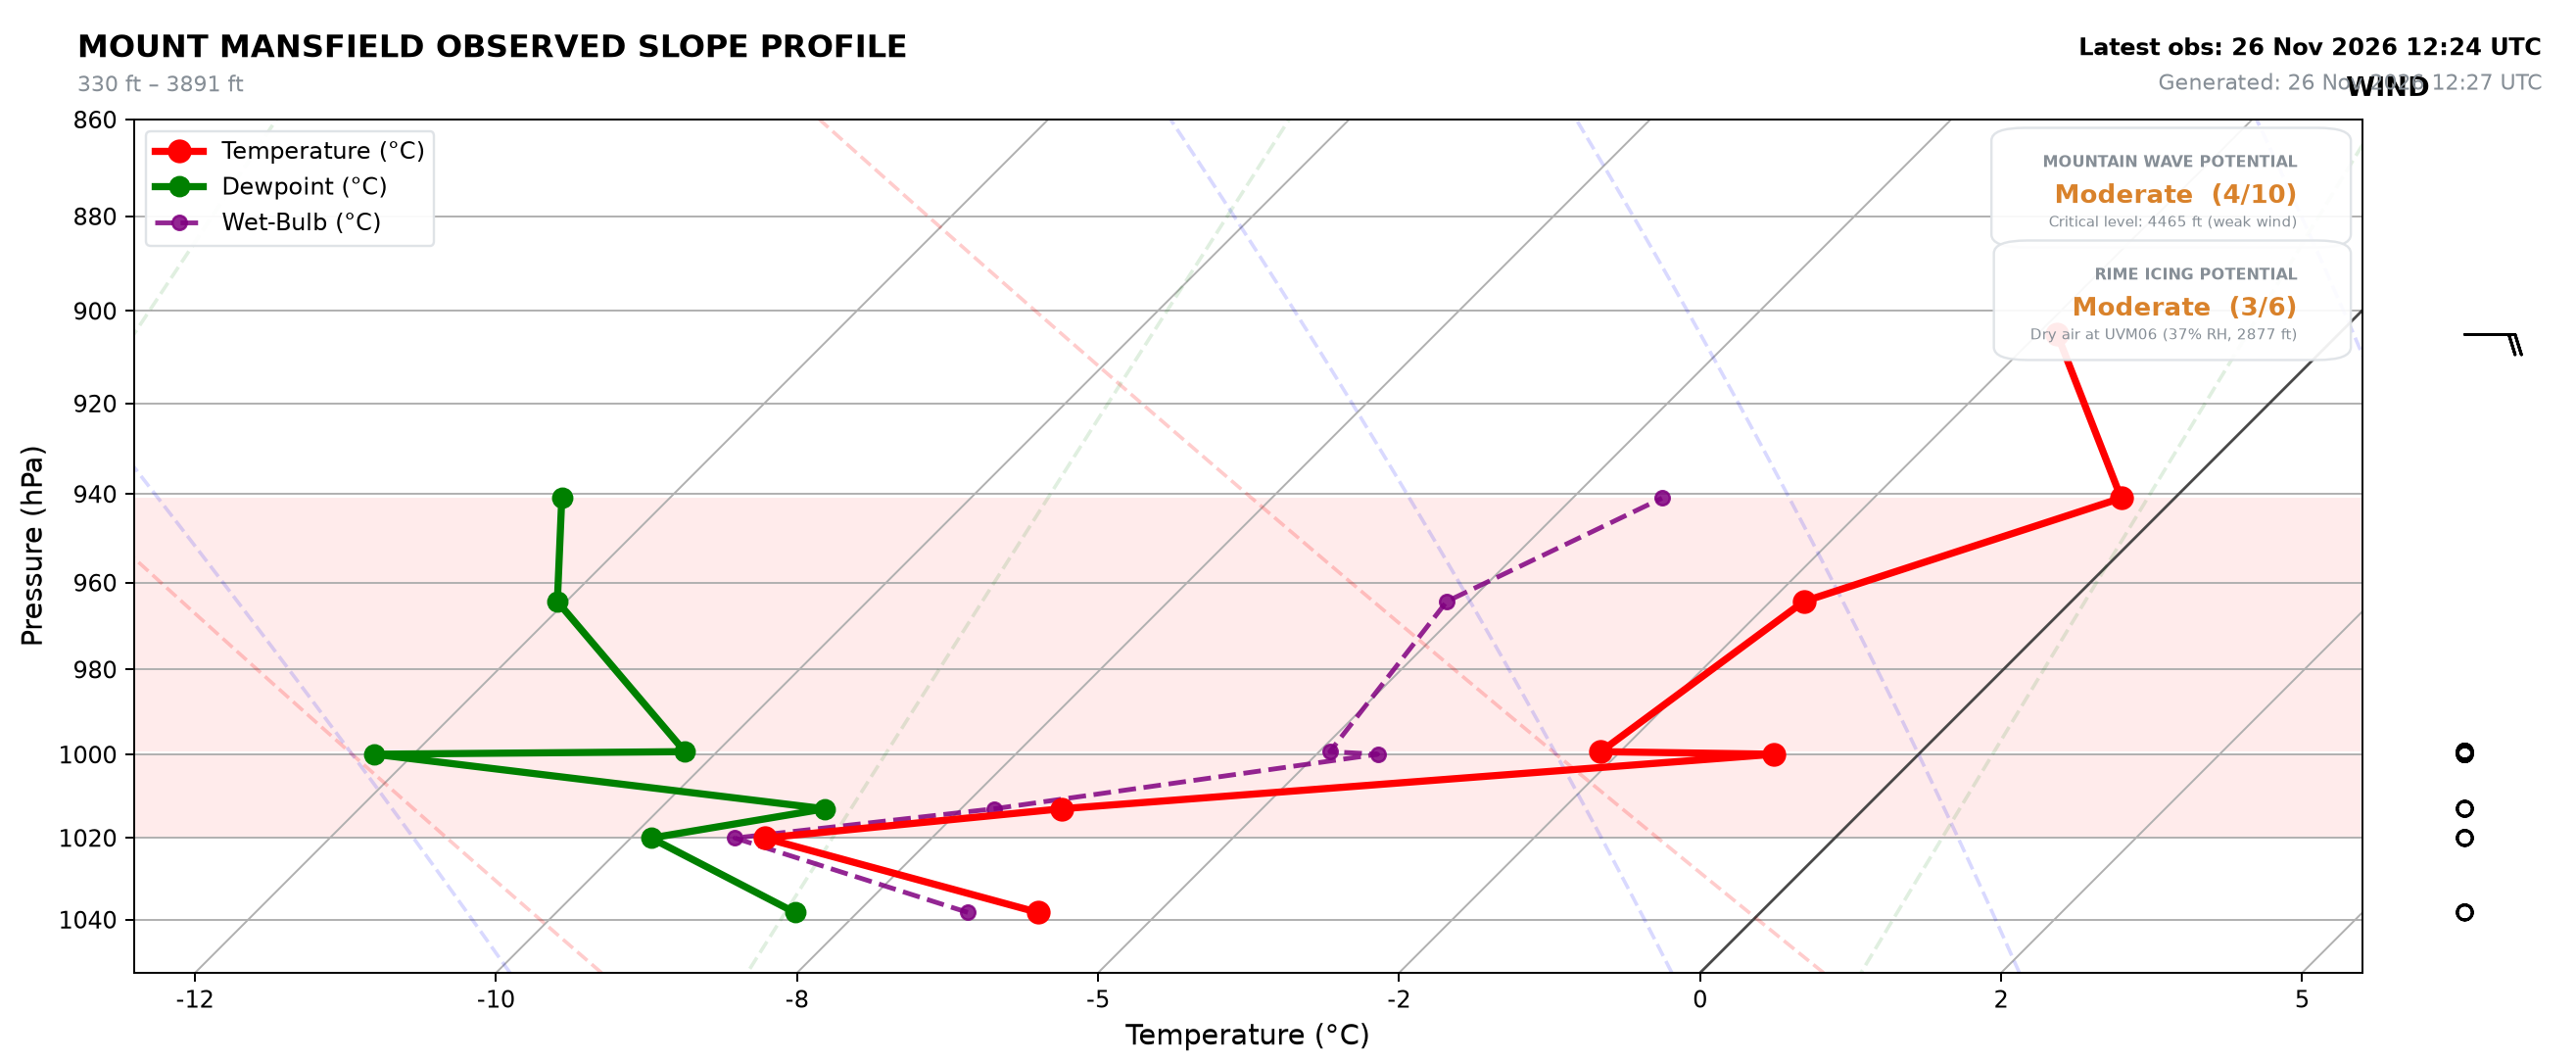 MOUNT MANSFIELD OBSERVED SLOPE PROFILE
Latest obs: 26 Nov 2026 12:24 UTC
330 ft – 3891 ft
Generated: 26 Nov 2026 12:27 UTC
WIND
Temperature (°C)
Dewpoint (°C)
Wet-Bulb (°C)
MOUNTAIN WAVE POTENTIAL
Moderate (4/10)
Critical level: 4465 ft (weak wind)
RIME ICING POTENTIAL
Moderate (3/6)
Dry air at UVM06 (37% RH, 2877 ft)
Pressure (hPa)
860
880
900
920
940
960
980
1000
1020
1040
-12
-10
-8
-5
-2
0
2
5
Temperature (°C)